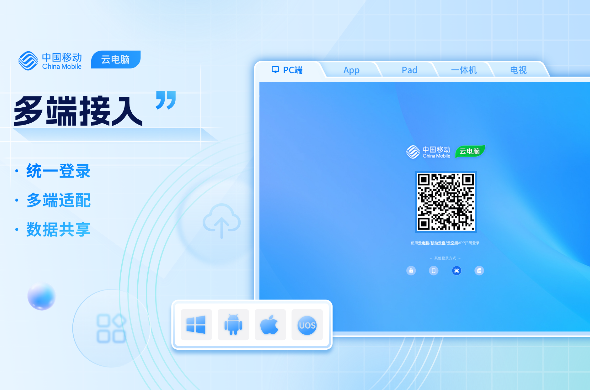 中国移动
China Mobile
云电脑
多端接入
· 统一登录
· 多端适配
· 数据共享
PC端
App
Pad
一体机
电视
中国移动
China Mobile
云电脑
UOS